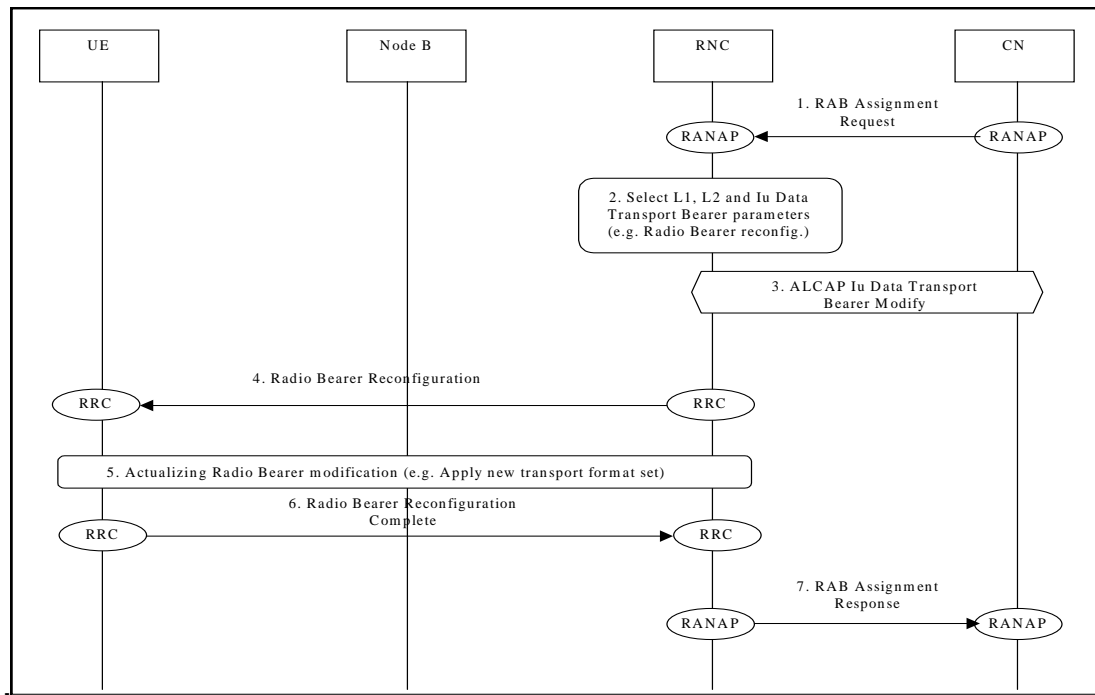 UE
Node B
RNC
CN
1. RAB Assignment
Request
RANAP
RANAP
2. Select L1, L2 and Iu Data
Transport Bearer parameters
(e.g. Radio Bearer reconfig.)
3. ALCAP Iu Data Transport
Bearer Modify
4. Radio Bearer Reconfiguration
RRC
RRC
5. Actualizing Radio Bearer modification (e.g. Apply new transport format set)
6. Radio Bearer Reconfiguration
Complete
RRC
RRC
7. RAB Assignment
Response
RANAP
RANAP